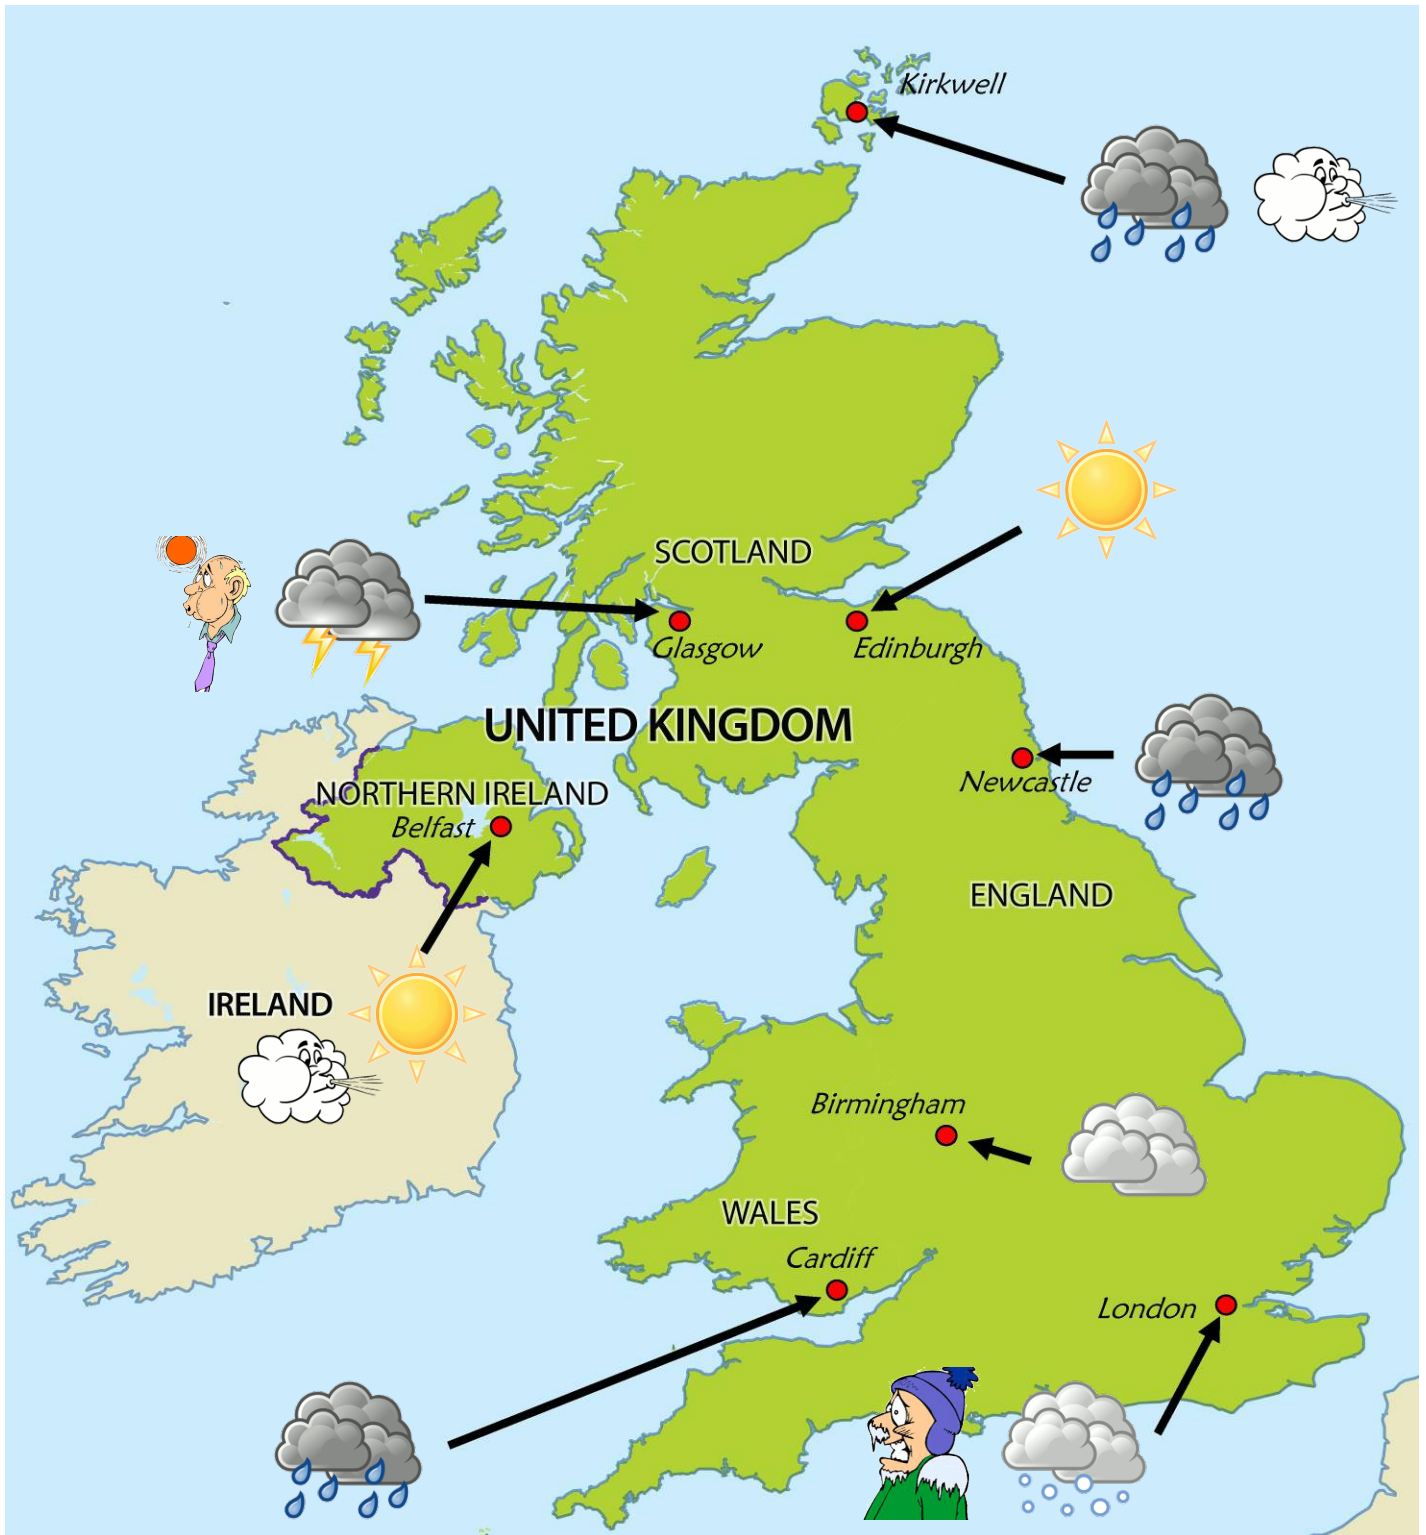 Kirkwell
SCOTLAND
Glasgow
Edinburgh
UNITED KINGDOM
Newcastle
NORTHERN IRELAND
Belfast
ENGLAND
IRELAND
Birmingham
WALES
Cardiff
London